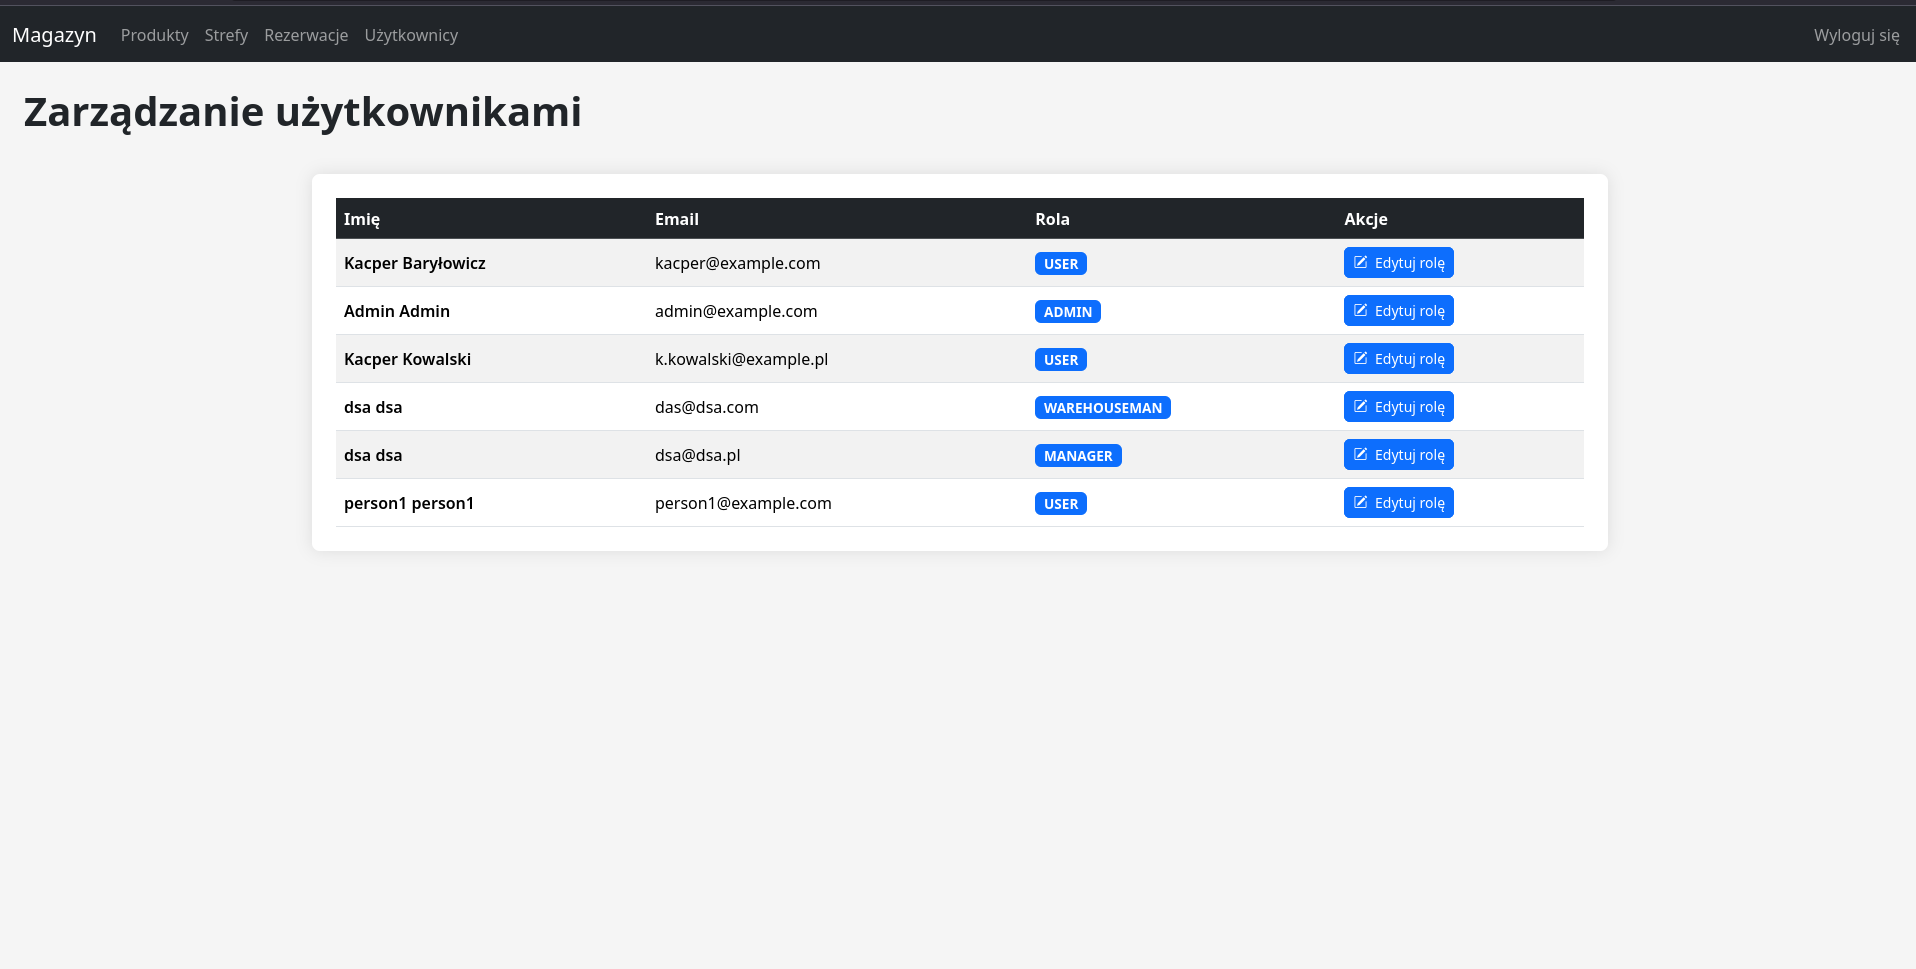 Magazyn Produkty Strefy Rezerwacje Użytkownicy Wyloguj się
Zarządzanie użytkownikami
Imię Email Rola Akcje
Kacper Baryłowicz kacper@example.com USER Edytuj rolę
Admin Admin admin@example.com ADMIN Edytuj rolę
Kacper Kowalski k.kowalski@example.pl USER Edytuj rolę
dsa dsa das@dsa.com WAREHOUSEMAN Edytuj rolę
dsa dsa dsa@dsa.pl MANAGER Edytuj rolę
person1 person1 person1@example.com USER Edytuj rolę